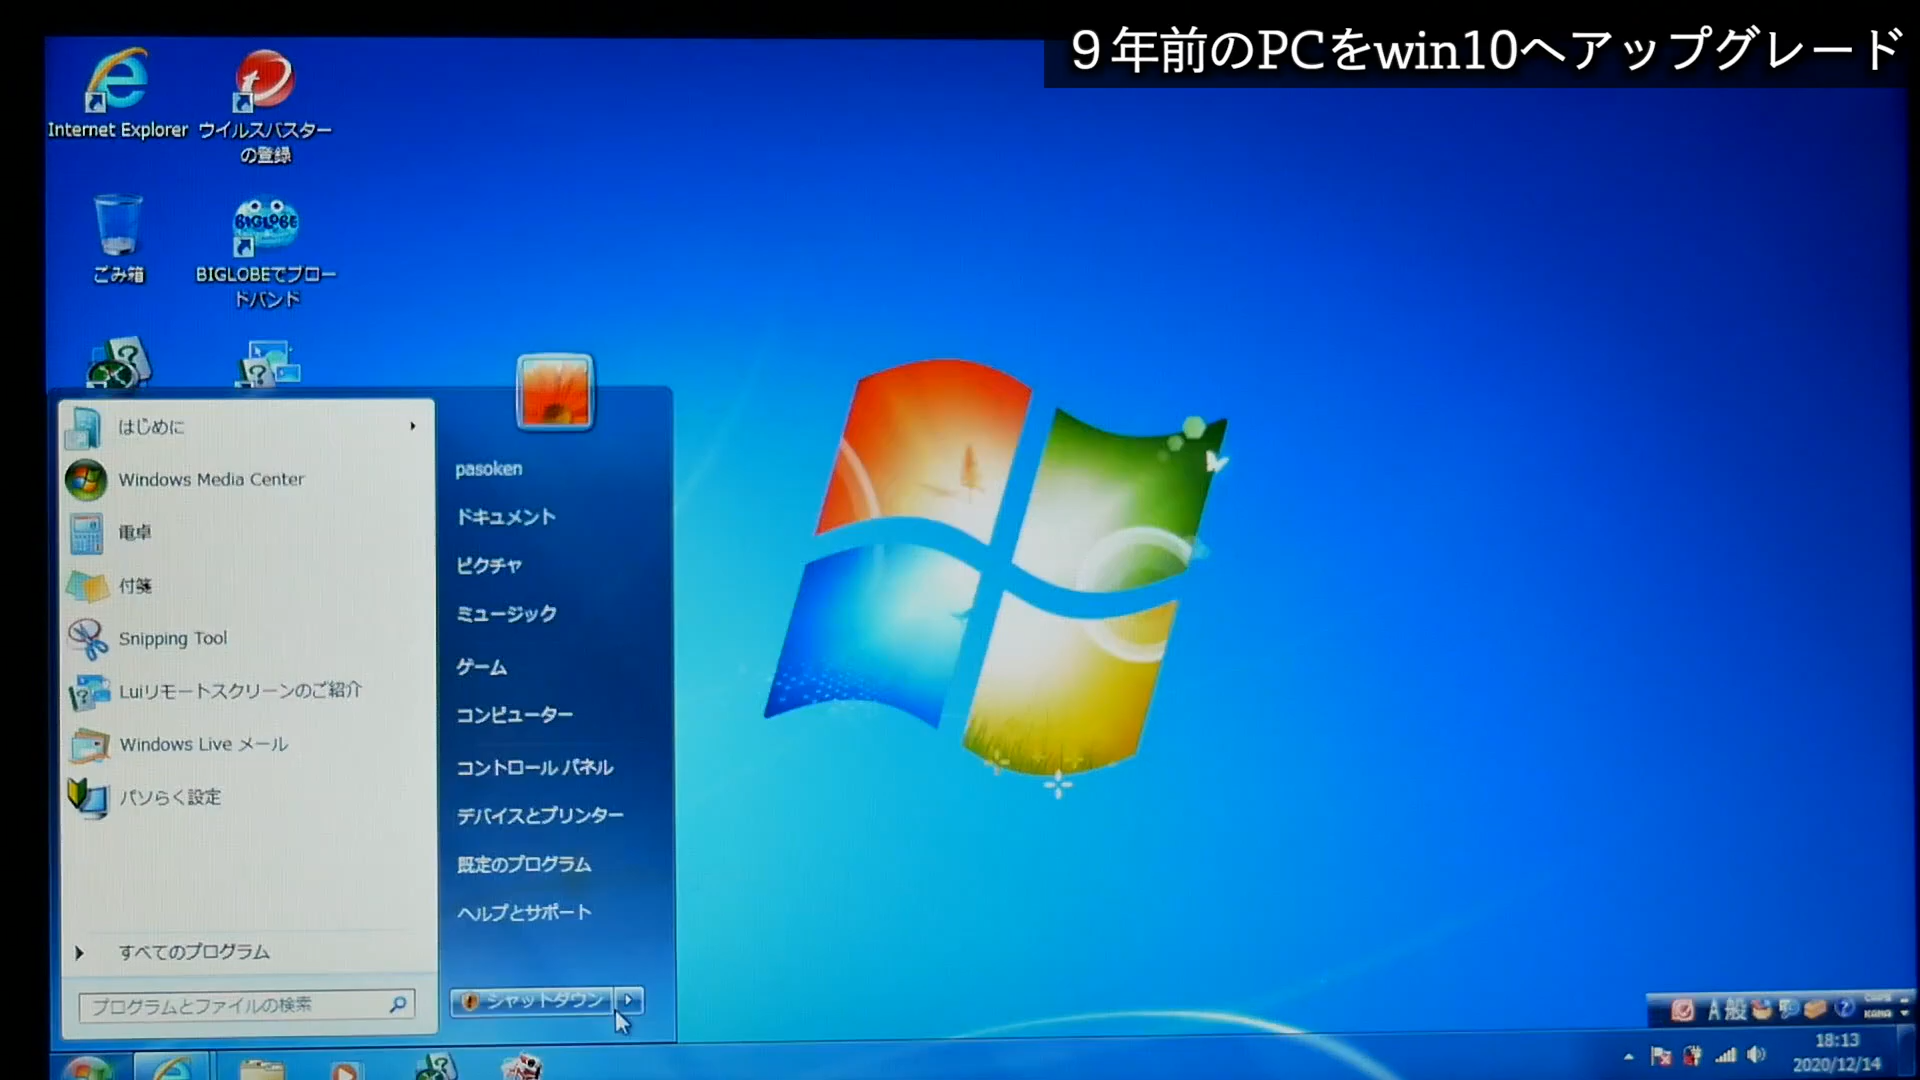 ９年前のPCをwin10へアップグレード
Internet Explorer
ウイルスバスター
の登録
ごみ箱
BIGLOBE
BIGLOBEでブロー
ドバンド
はじめに
Windows Media Center
電卓
付箋
Snipping Tool
Luiリモートスクリーンのご紹介
Windows Live メール
パソらく設定
すべてのプログラム
プログラムとファイルの検索
pasoken
ドキュメント
ピクチャ
ミュージック
ゲーム
コンピューター
コントロール パネル
デバイスとプリンター
既定のプログラム
ヘルプとサポート
シャットダウン
A 般
CAPS
KANA
18:13
2020/12/14